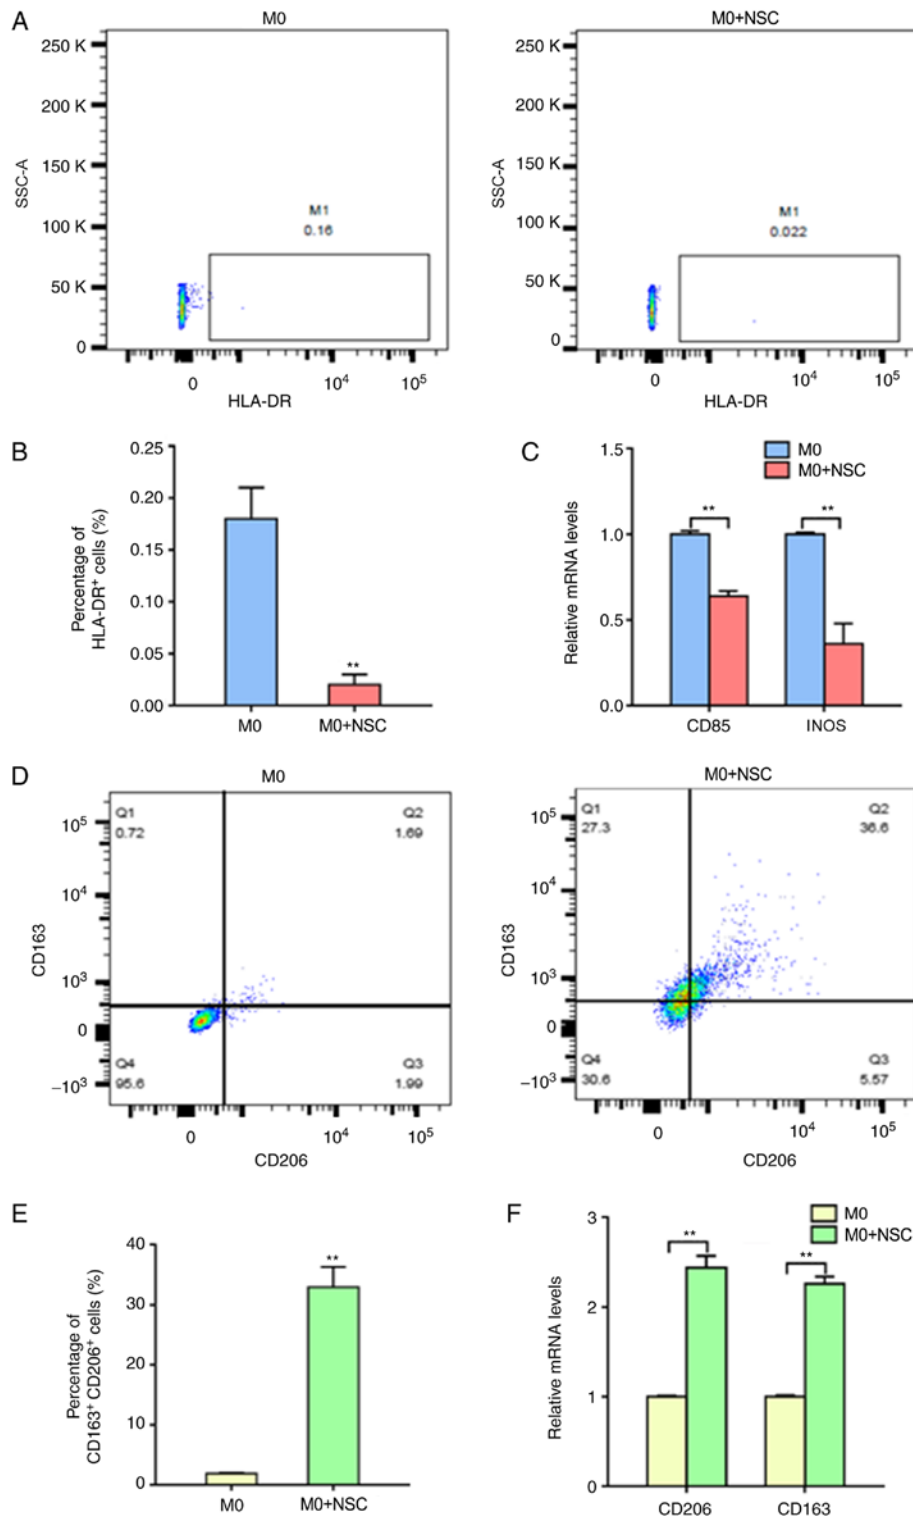 A
M0
M0+NSC
250 K
200 K
150 K
100 K
50 K
0
SSC-A
M1
0.16
0
10⁴
10⁵
HLA-DR
250 K
200 K
150 K
100 K
50 K
0
SSC-A
M1
0.022
0
10⁴
10⁵
HLA-DR
B
0.25
0.20
0.15
0.10
0.05
0.00
Percentage of
HLA-DR⁺ cells (%)
**
M0
M0+NSC
C
M0
M0+NSC
1.5
1.0
0.5
0.0
Relative mRNA levels
**
**
CD85
INOS
D
M0
Q1
0.72
Q2
1.69
10⁵
10⁴
10³
0
−10³
CD163
Q4
95.6
Q3
1.99
0
10⁴
10⁵
CD206
M0+NSC
Q1
27.3
Q2
36.6
10⁵
10⁴
10³
0
−10³
CD163
Q4
30.6
Q3
5.57
0
10⁴
10⁵
CD206
E
40
30
20
10
0
Percentage of
CD163⁺ CD206⁺ cells (%)
**
M0
M0+NSC
F
M0
M0+NSC
3
2
1
0
Relative mRNA levels
**
**
CD206
CD163